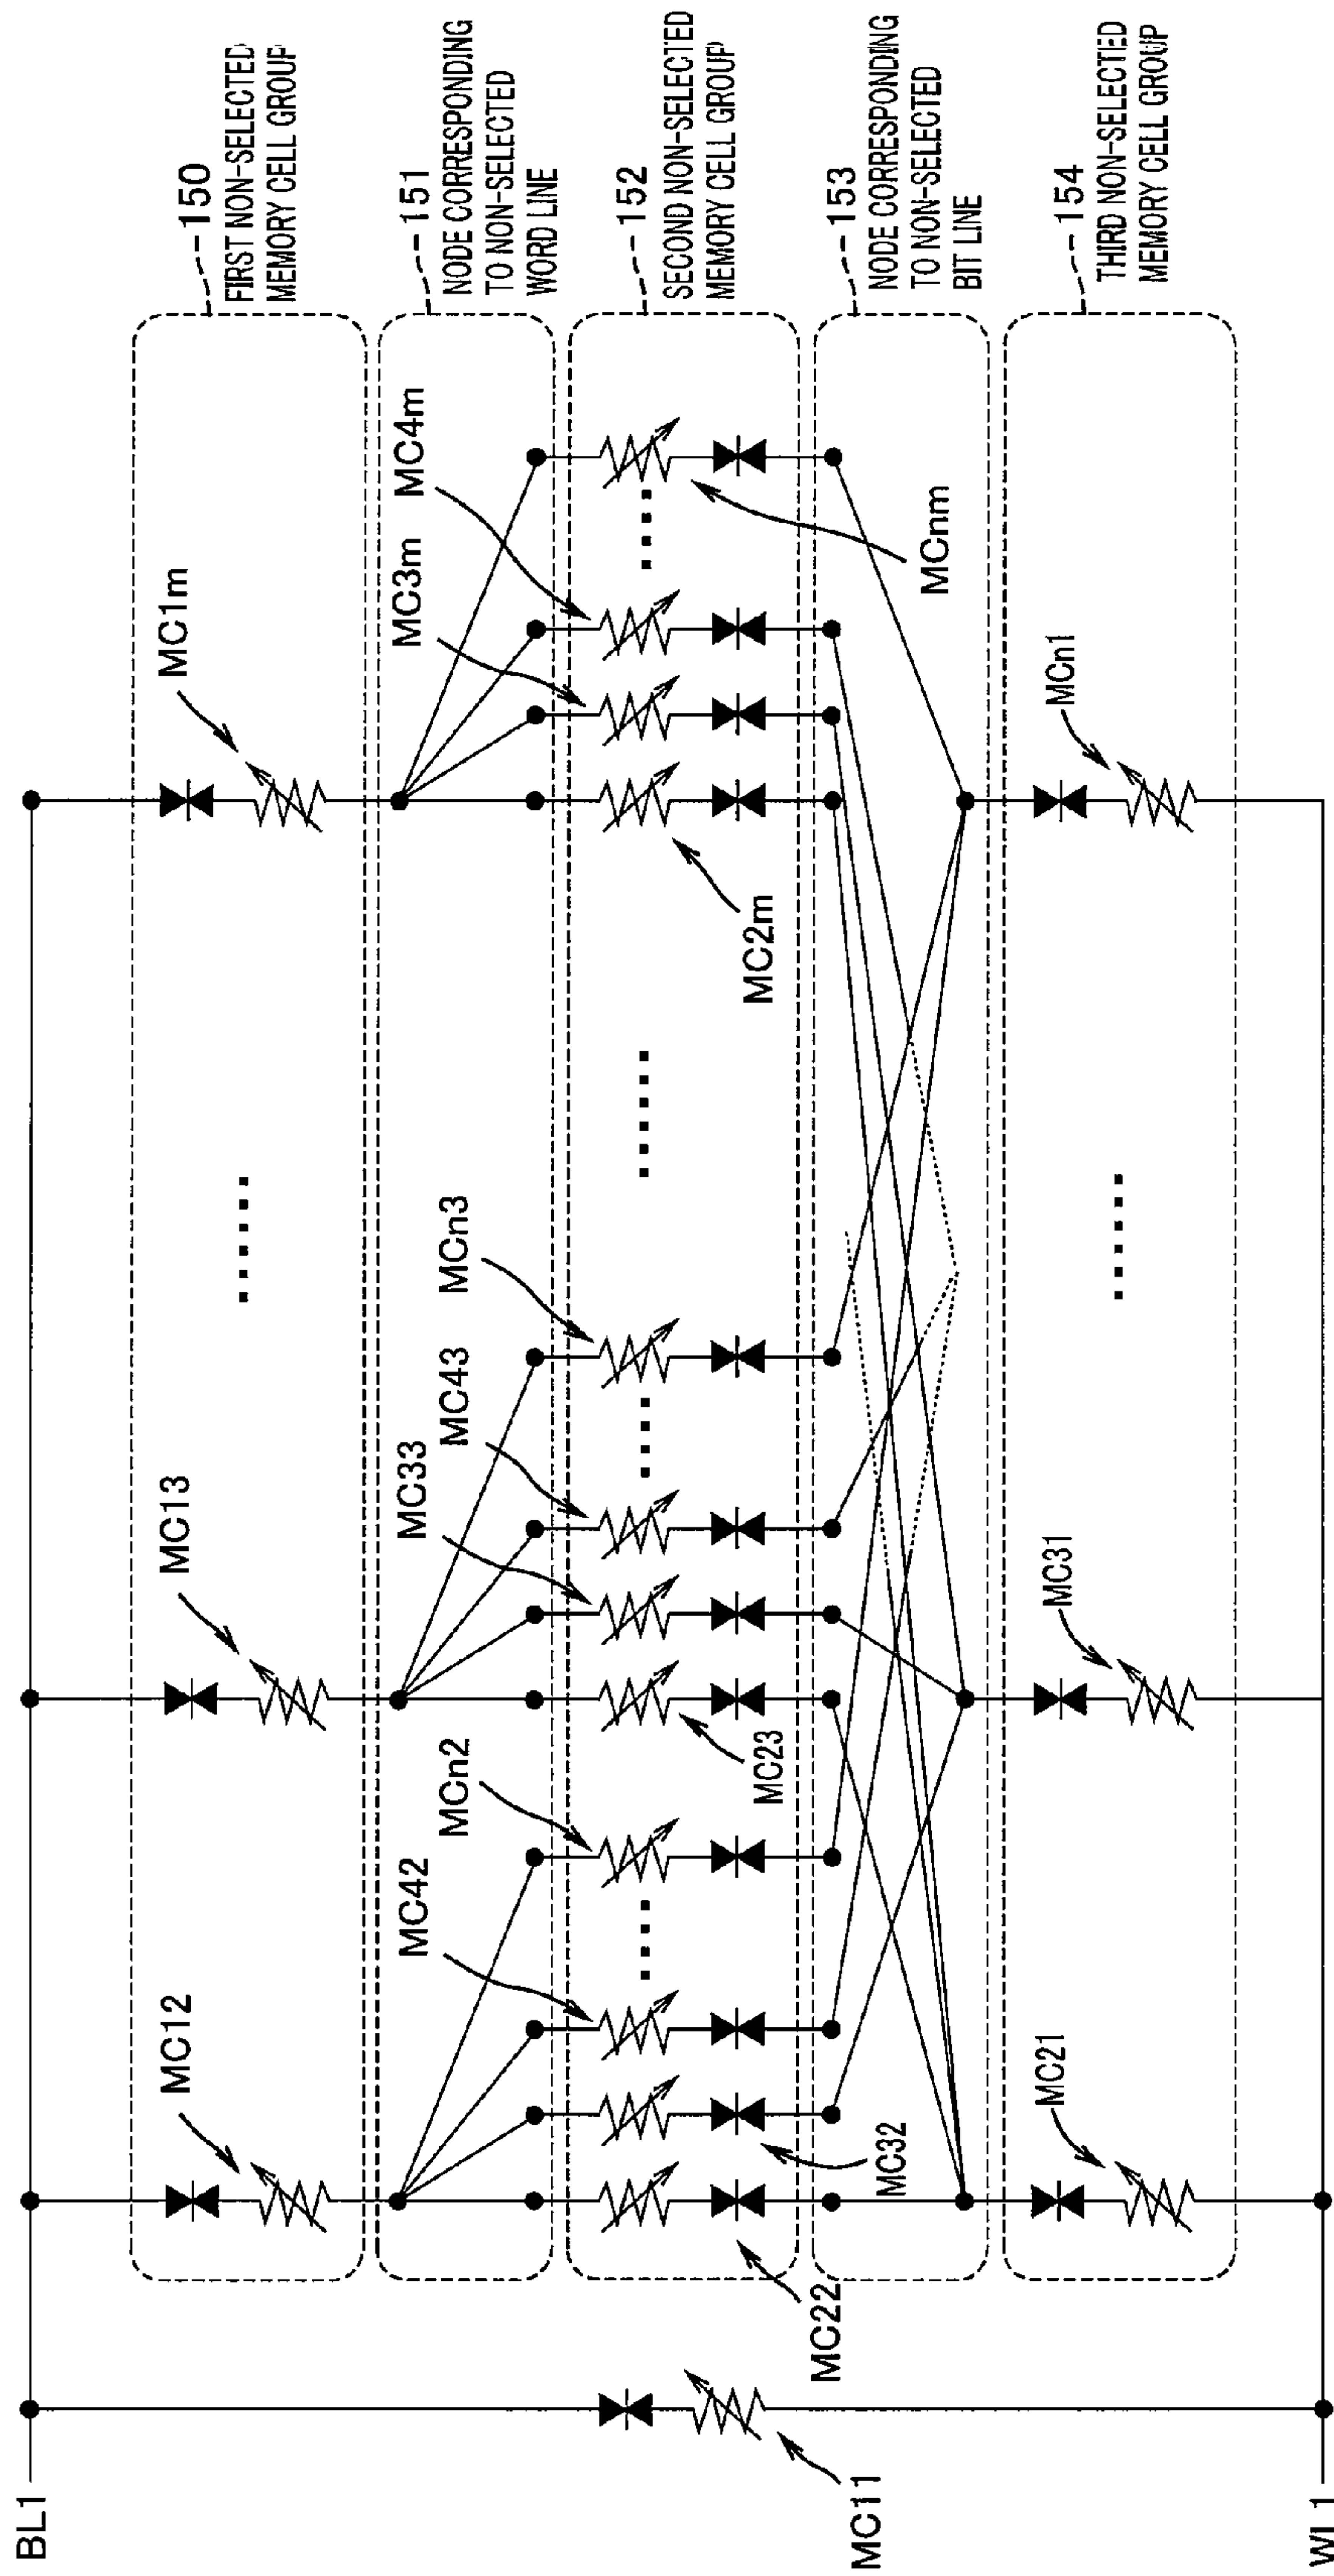 BL1
WL1
MC11
150
FIRST NON-SELECTED
MEMORY CELL GROUP
MC12
MC13
MC1m
151
NODE CORRESPONDING
TO NON-SELECTED
WORD LINE
152
SECOND NON-SELECTED
MEMORY CELL GROUP
MC22
MC32
MC42
MCn2
MC23
MC33
MC43
MCn3
MC2m
MC3m
MC4m
MCnm
153
NODE CORRESPONDING
TO NON-SELECTED
BIT LINE
154
THIRD NON-SELECTED
MEMORY CELL GROUP
MC21
MC31
MCn1